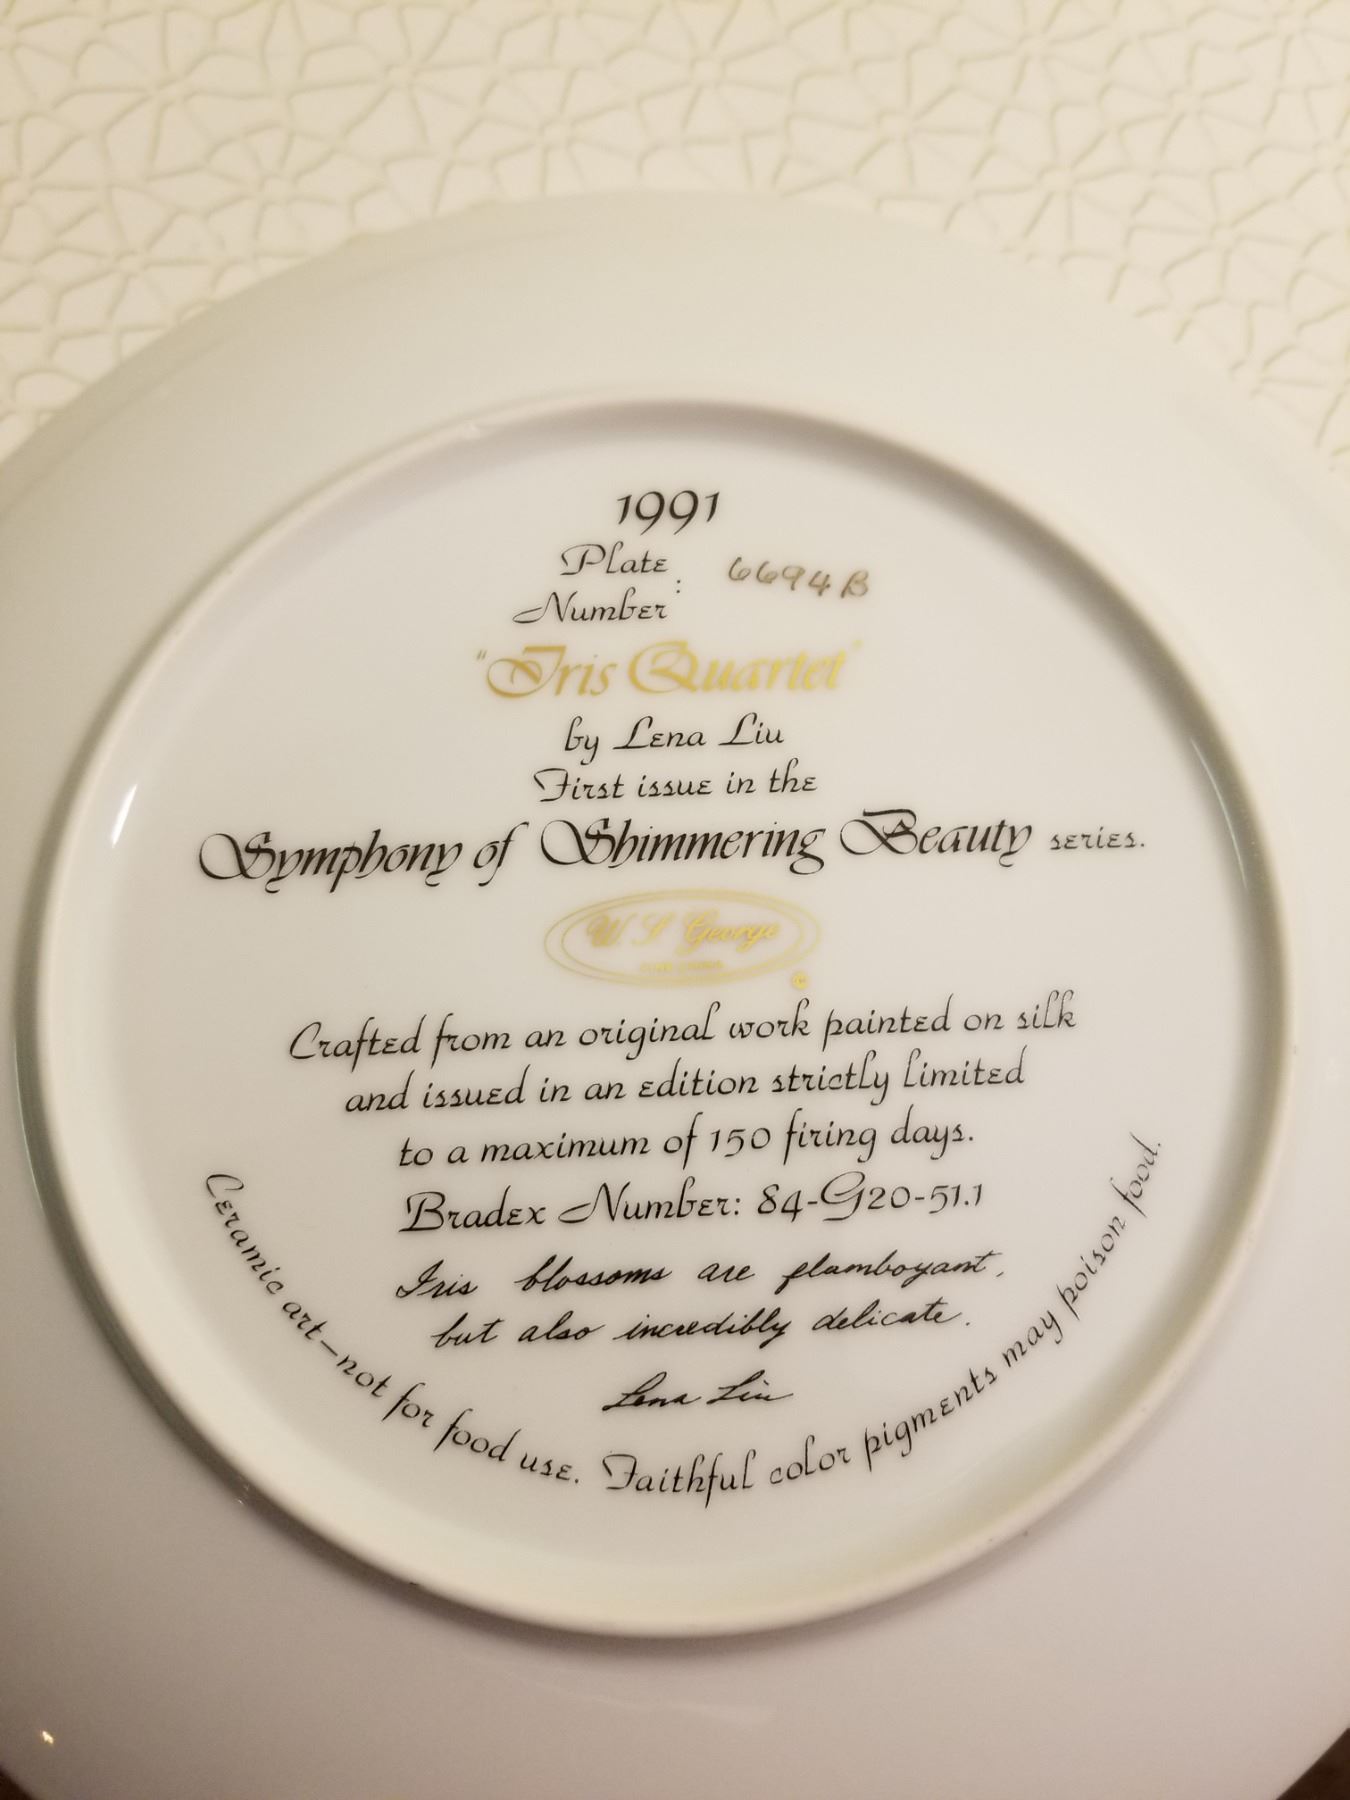 1991
Plate Number: 6694B
"Iris Quartet"
by Lena Liu
First issue in the
Symphony of Shimmering Beauty series.
W. S. George
FINE CHINA
©
Crafted from an original work painted on silk
and issued in an edition strictly limited
to a maximum of 150 firing days.
Bradex Number: 84-G20-51.1
Iris blossoms are flamboyant,
but also incredibly delicate.
Lena Liu
Ceramic art—not for food use. Faithful color pigments may poison food.